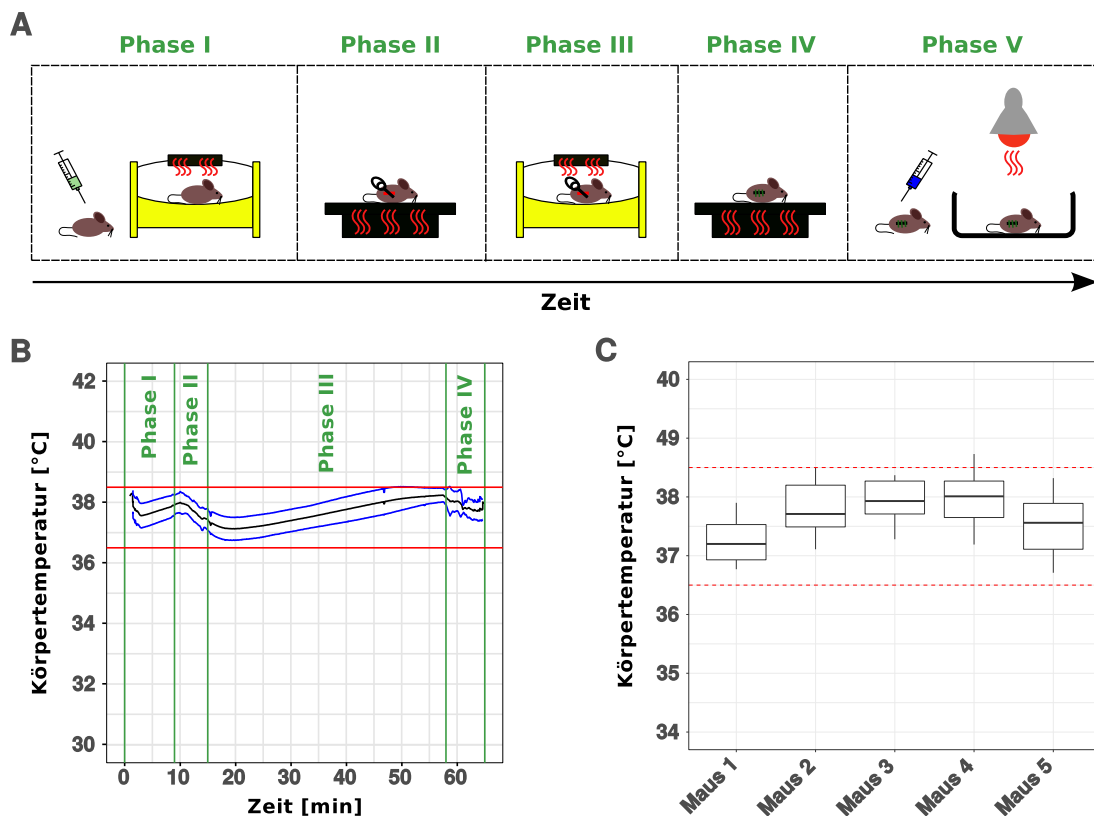 A
Phase I
Phase II
Phase III
Phase IV
Phase V
Zeit
B
Körpertemperatur [°C]
42
40
38
36
34
32
30
Phase I
Phase II
Phase III
Phase IV
0
10
20
30
40
50
60
Zeit [min]
C
Körpertemperatur [°C]
40
49
38
37
36
35
34
Maus 1
Maus 2
Maus 3
Maus 4
Maus 5